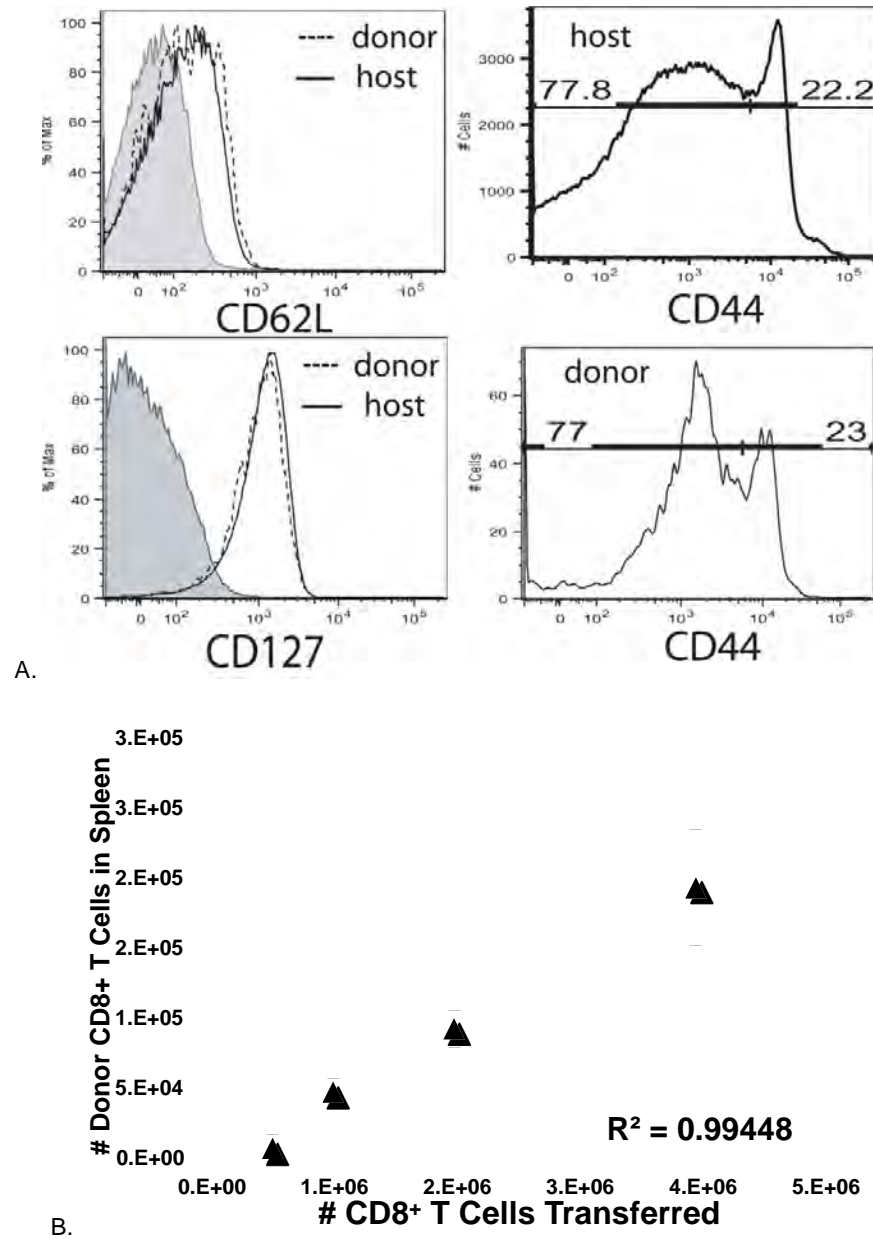 100
80
60
40
20
0
% of Max
donor
host
0 10² 10³ 10⁴ 10⁵
CD62L
3000
2000
1000
0
# Cells
host
77.8 22.2
0 10² 10³ 10⁴ 10⁵
CD44
100
80
60
40
20
0
% of Max
donor
host
0 10² 10³ 10⁴ 10⁵
CD127
60
40
20
0
# Cells
donor
77 23
0 10² 10³ 10⁴ 10⁵
CD44
A.
# Donor CD8+ T Cells in Spleen
3.E+05
3.E+05
2.E+05
2.E+05
1.E+05
5.E+04
0.E+00
R² = 0.99448
0.E+00 1.E+06 2.E+06 3.E+06 4.E+06 5.E+06
# CD8⁺ T Cells Transferred
B.